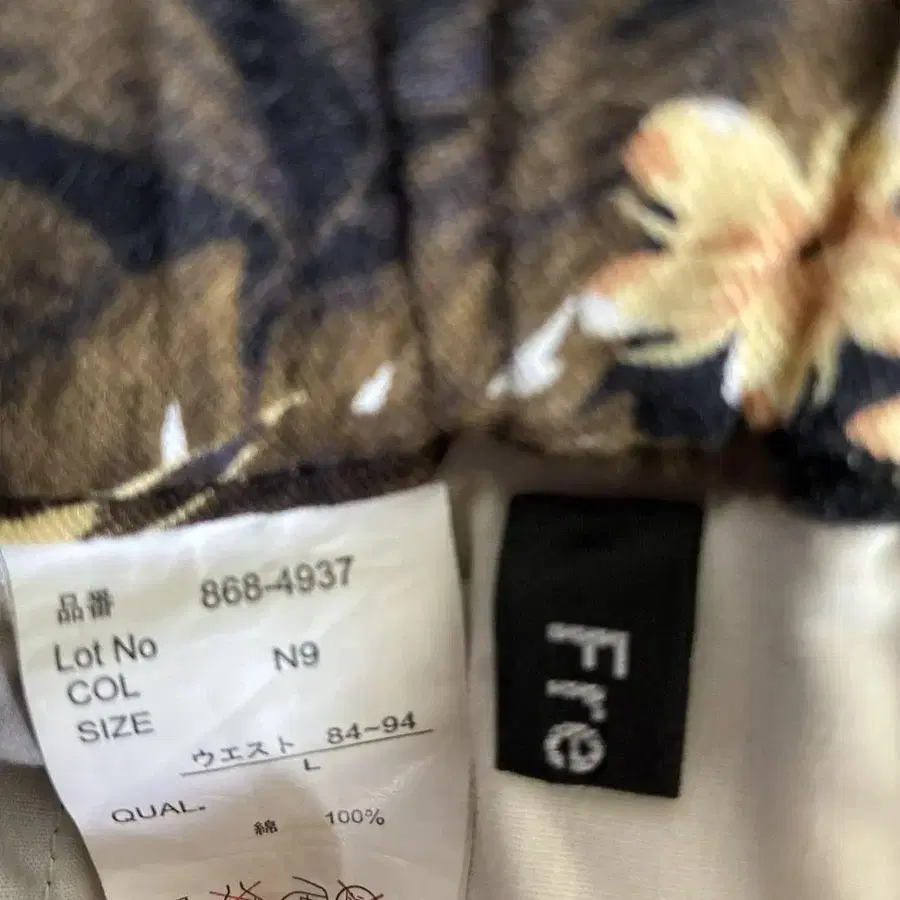 品番 868-4937
Lot No
COL N9
SIZE
ウエスト 84~94
L
QUAL.
綿 100%
Fre